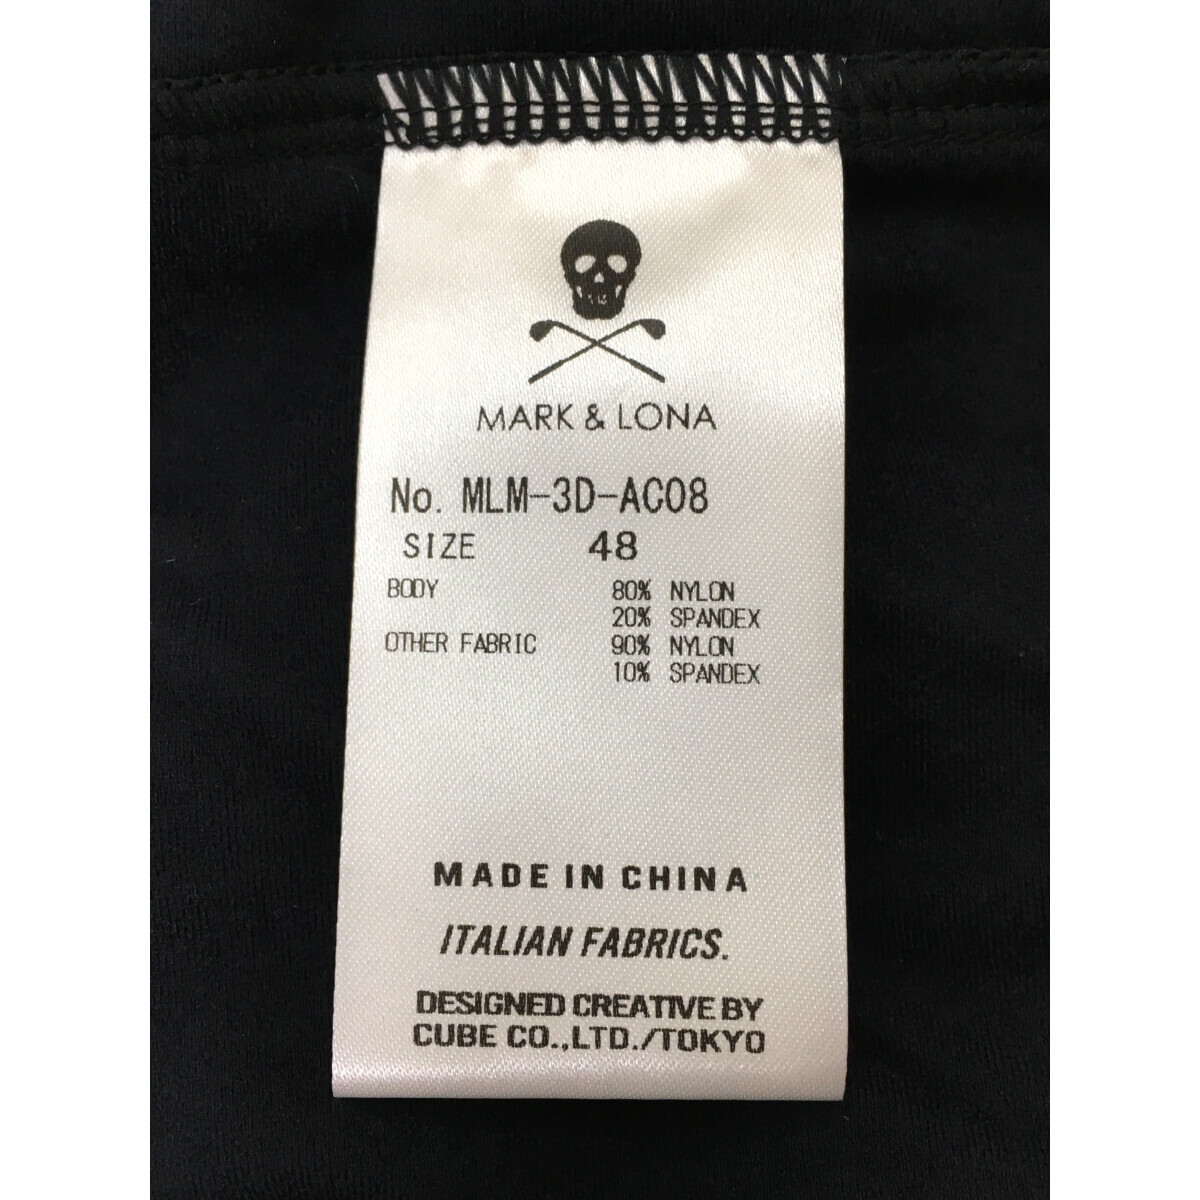 MARK & LONA
No. MLM-3D-AC08
SIZE 48
BODY 80% NYLON
20% SPANDEX
OTHER FABRIC 90% NYLON
10% SPANDEX
MADE IN CHINA
ITALIAN FABRICS.
DESIGNED CREATIVE BY
CUBE CO.,LTD./TOKYO